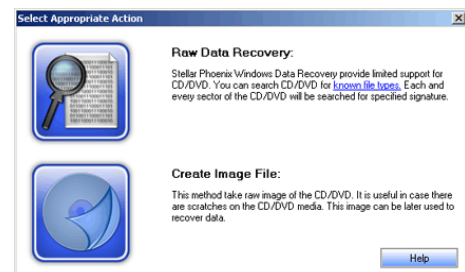 Select Appropriate Action
Raw Data Recovery:
Stellar Phoenix Windows Data Recovery provide limited support for
CD/DVD. You can search CD/DVD for known file types. Each and
every sector of the CD/DVD will be searched for specified signature.
Create Image File:
This method take raw image of the CD/DVD. It is useful in case there
are scratches on the CD/DVD media. This image can be later used to
recover data.
Help